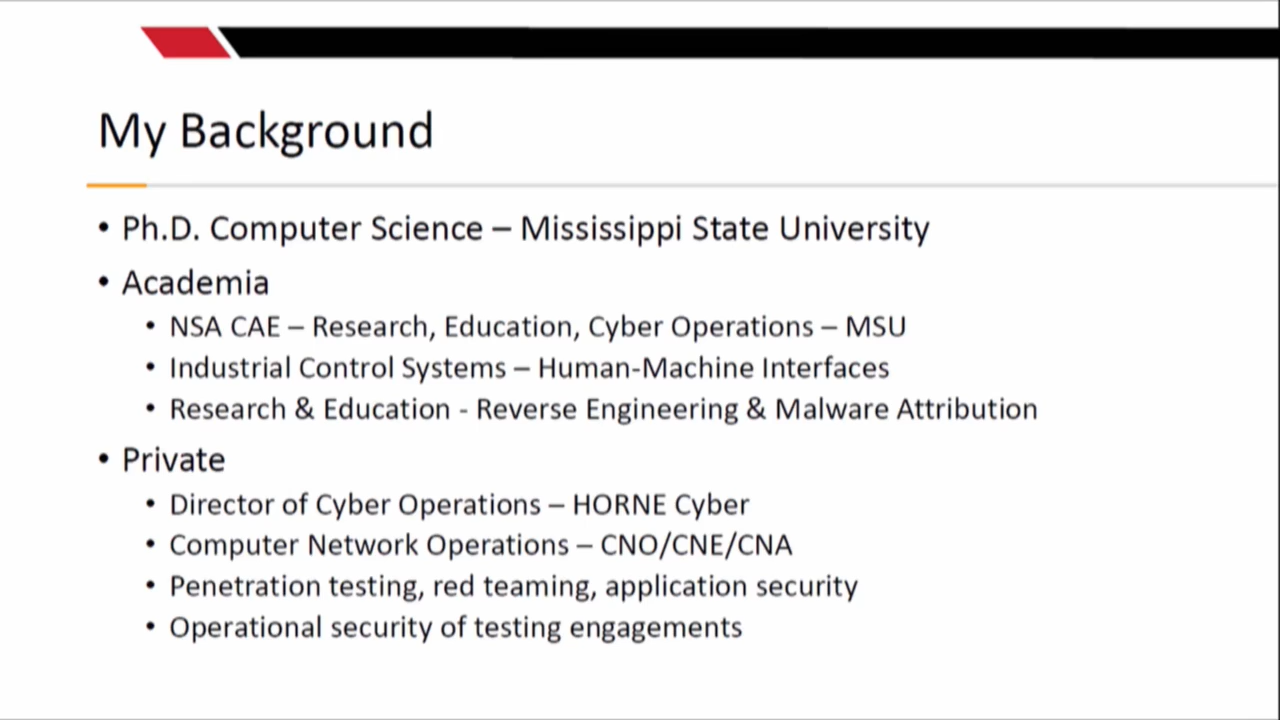 My Background
• Ph.D. Computer Science – Mississippi State University
• Academia
• NSA CAE – Research, Education, Cyber Operations – MSU
• Industrial Control Systems – Human-Machine Interfaces
• Research & Education - Reverse Engineering & Malware Attribution
• Private
• Director of Cyber Operations – HORNE Cyber
• Computer Network Operations – CNO/CNE/CNA
• Penetration testing, red teaming, application security
• Operational security of testing engagements